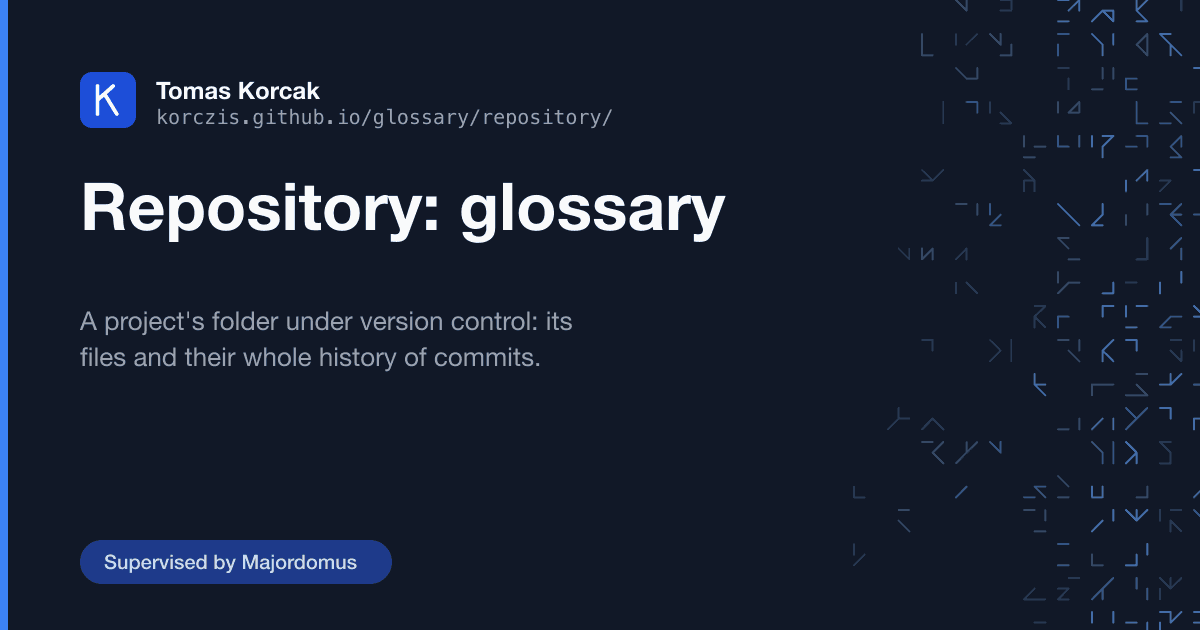 K
Tomas Korcak
korczis.github.io/glossary/repository/
Repository: glossary
A project's folder under version control: its
files and their whole history of commits.
Supervised by Majordomus